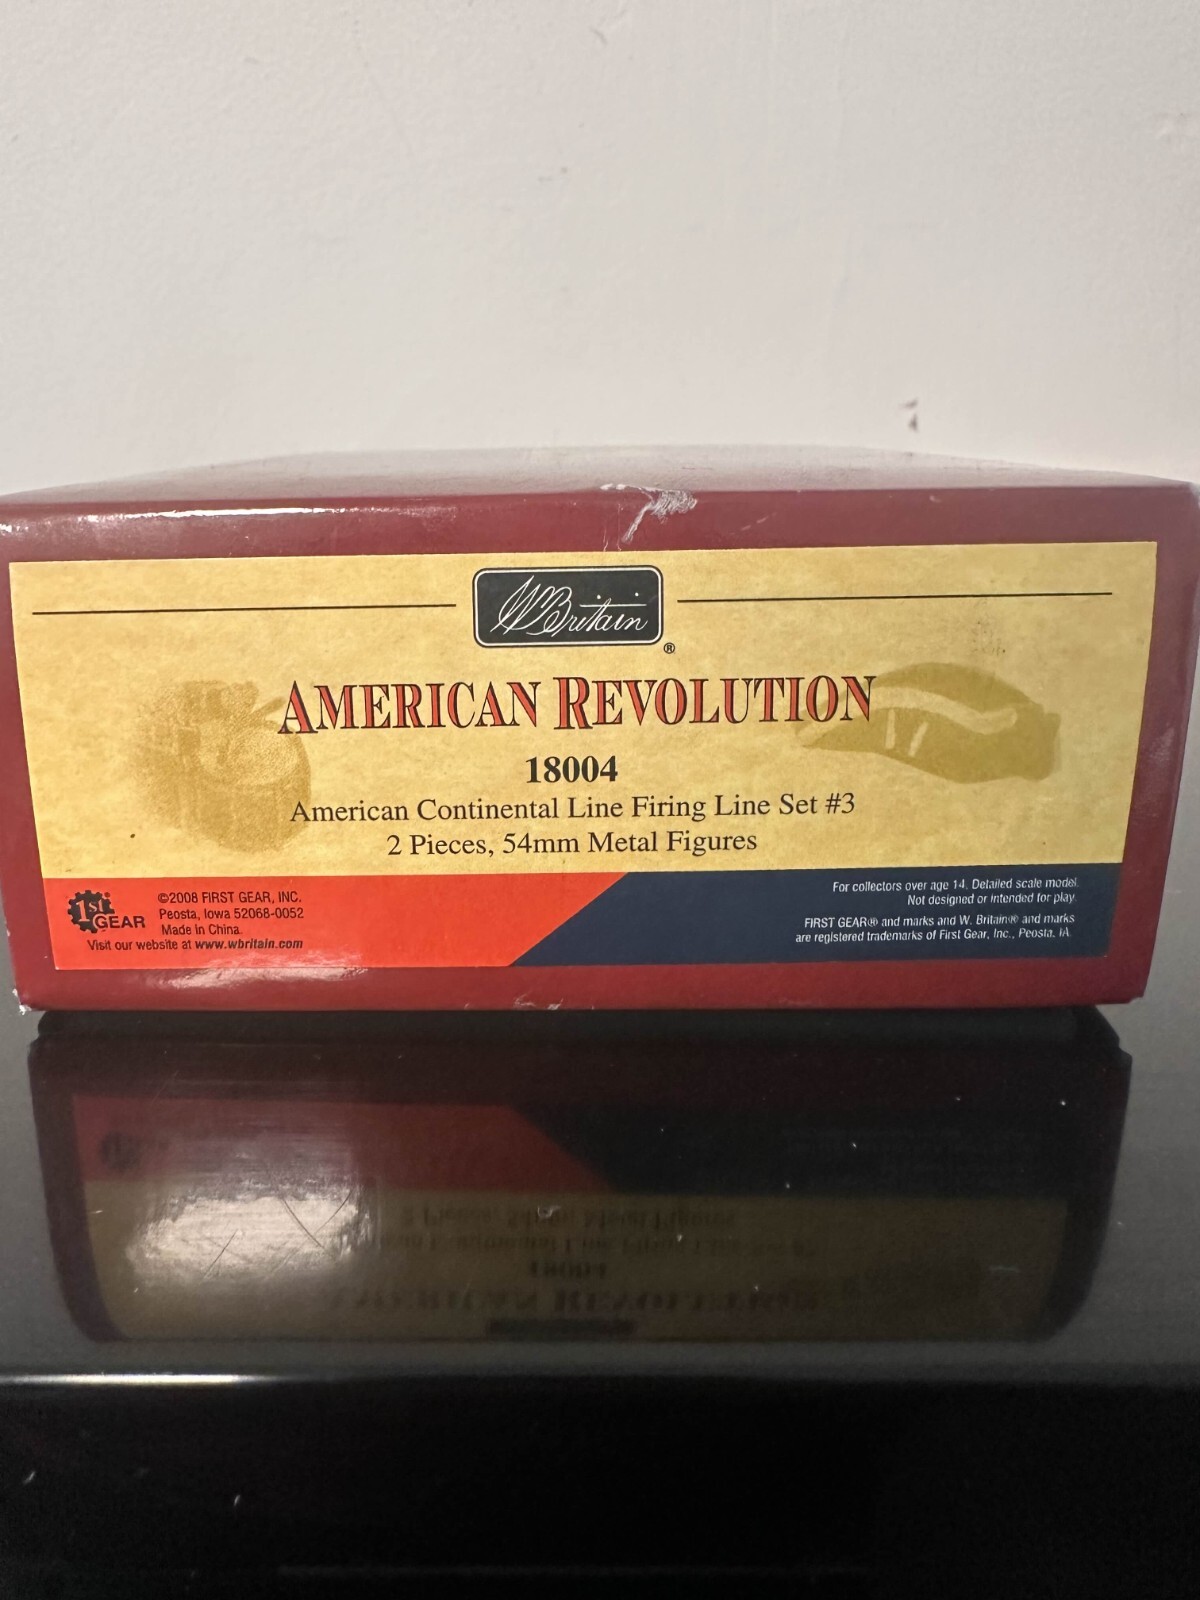 WBritain®
AMERICAN REVOLUTION
18004
American Continental Line Firing Line Set #3
2 Pieces, 54mm Metal Figures
1st GEAR
©2008 FIRST GEAR, INC.
Peosta, Iowa 52068-0052
Made in China.
Visit our website at www.wbritain.com
For collectors over age 14. Detailed scale model.
Not designed or intended for play.
FIRST GEAR® and marks and W. Britain® and marks
are registered trademarks of First Gear, Inc., Peosta, IA.